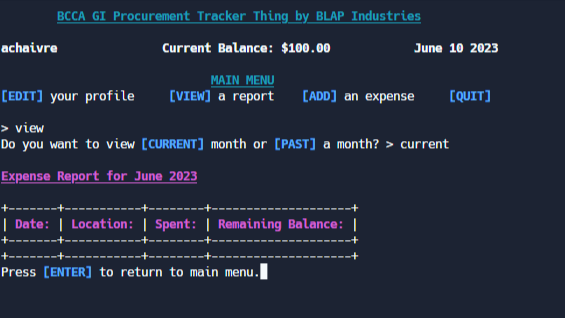 BCCA GI Procurement Tracker Thing by BLAP Industries
achaivre Current Balance: $100.00 June 10 2023
MAIN MENU
[EDIT] your profile [VIEW] a report [ADD] an expense [QUIT]
> view
Do you want to view [CURRENT] month or [PAST] a month? > current
Expense Report for June 2023
+-------+-----------+--------+--------------------+
| Date: | Location: | Spent: | Remaining Balance: |
+-------+-----------+--------+--------------------+
+-------+-----------+--------+--------------------+
Press [ENTER] to return to main menu.